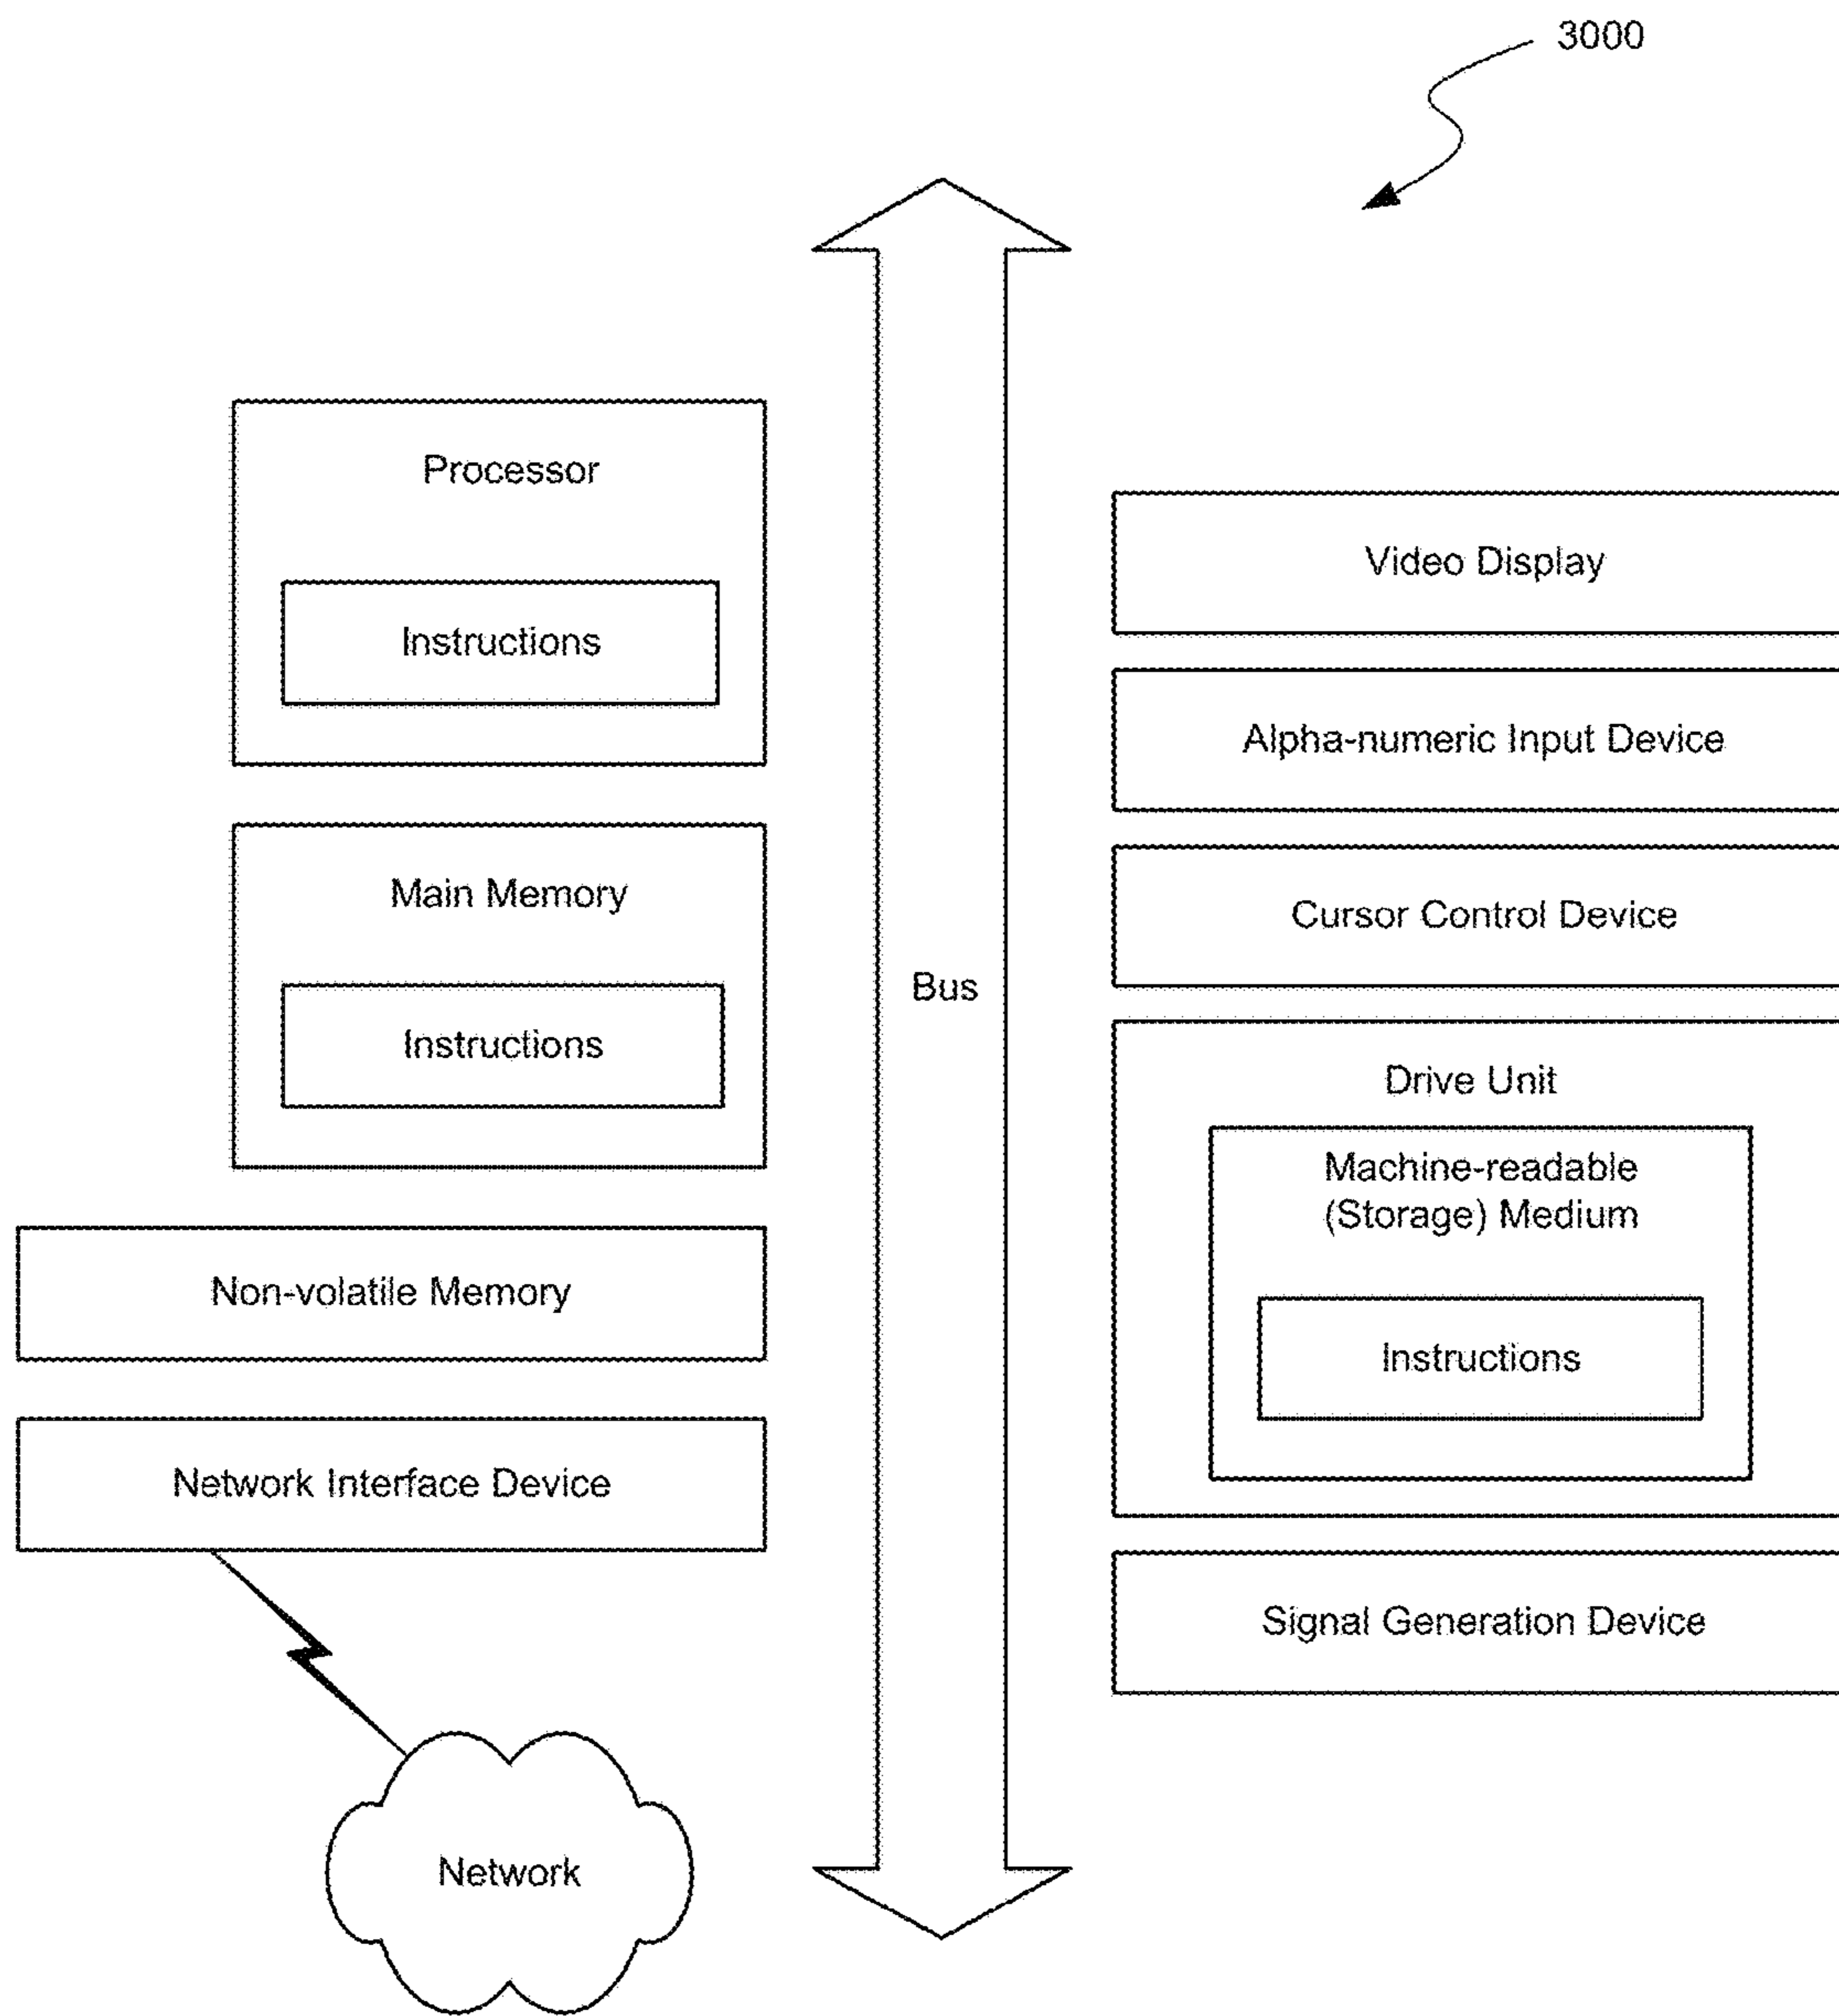 3000
Processor
Instructions
Main Memory
Instructions
Non-volatile Memory
Network Interface Device
Network
Bus
Video Display
Alpha-numeric Input Device
Cursor Control Device
Drive Unit
Machine-readable
(Storage) Medium
Instructions
Signal Generation Device